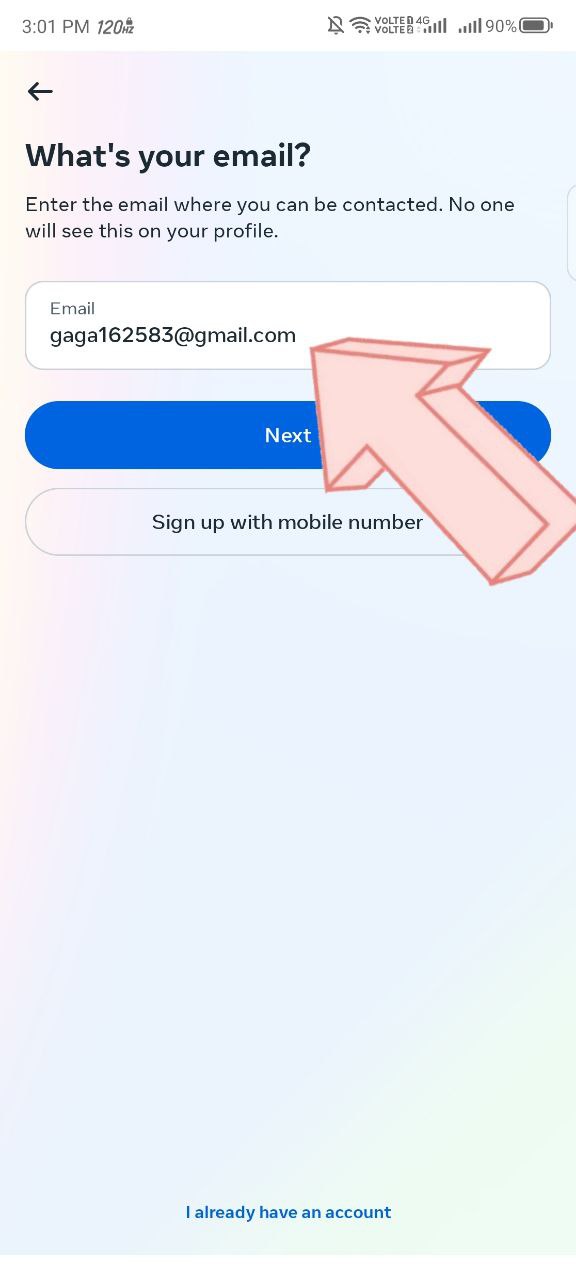 3:01 PM 120HZ VOLTE 1 4G 90%
VOLTE 2
What's your email?
Enter the email where you can be contacted. No one
will see this on your profile.
Email
gaga162583@gmail.com
Next
Sign up with mobile number
I already have an account